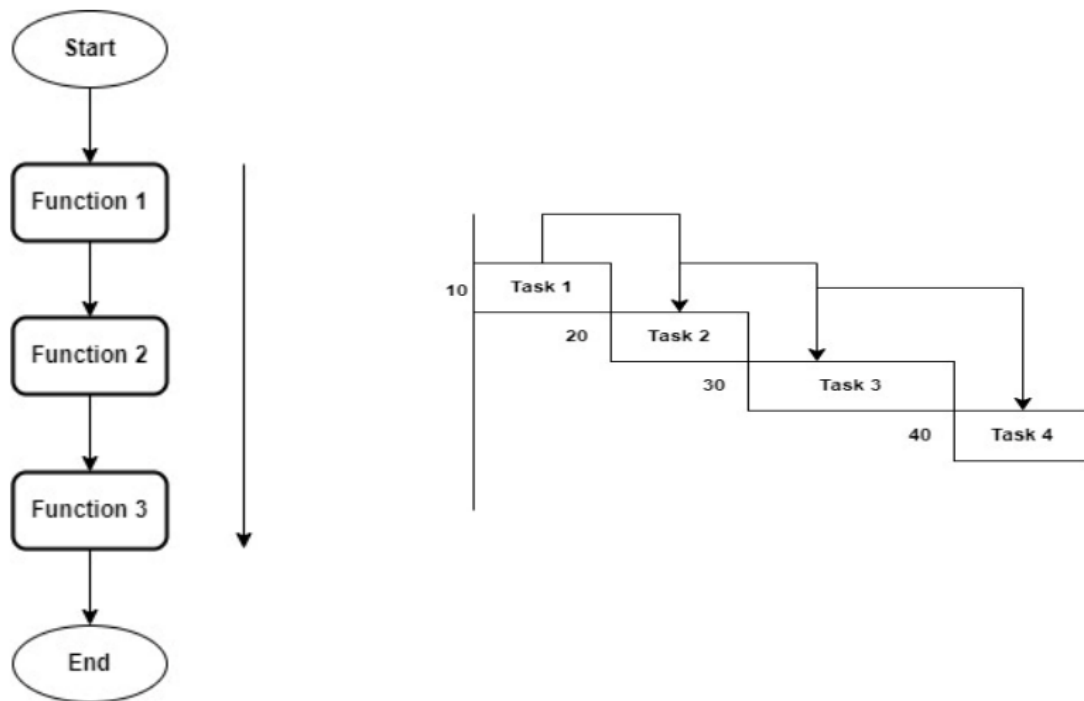 Start
Function 1
Function 2
Function 3
End
10 Task 1
20 Task 2
30 Task 3
40 Task 4